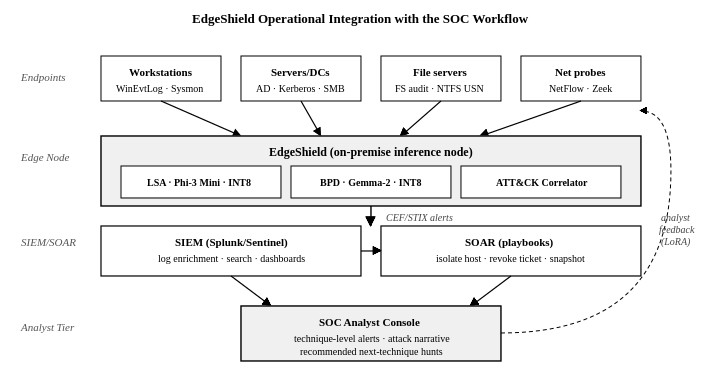 EdgeShield Operational Integration with the SOC Workflow
Endpoints
Workstations
WinEvtLog · Sysmon
Servers/DCs
AD · Kerberos · SMB
File servers
FS audit · NTFS USN
Net probes
NetFlow · Zeek
Edge Node
EdgeShield (on-premise inference node)
LSA · Phi-3 Mini · INT8
BPD · Gemma-2 · INT8
ATT&CK Correlator
CEF/STIX alerts
analyst
feedback
(LoRA)
SIEM/SOAR
SIEM (Splunk/Sentinel)
log enrichment · search · dashboards
SOAR (playbooks)
isolate host · revoke ticket · snapshot
Analyst Tier
SOC Analyst Console
technique-level alerts · attack narrative
recommended next-technique hunts